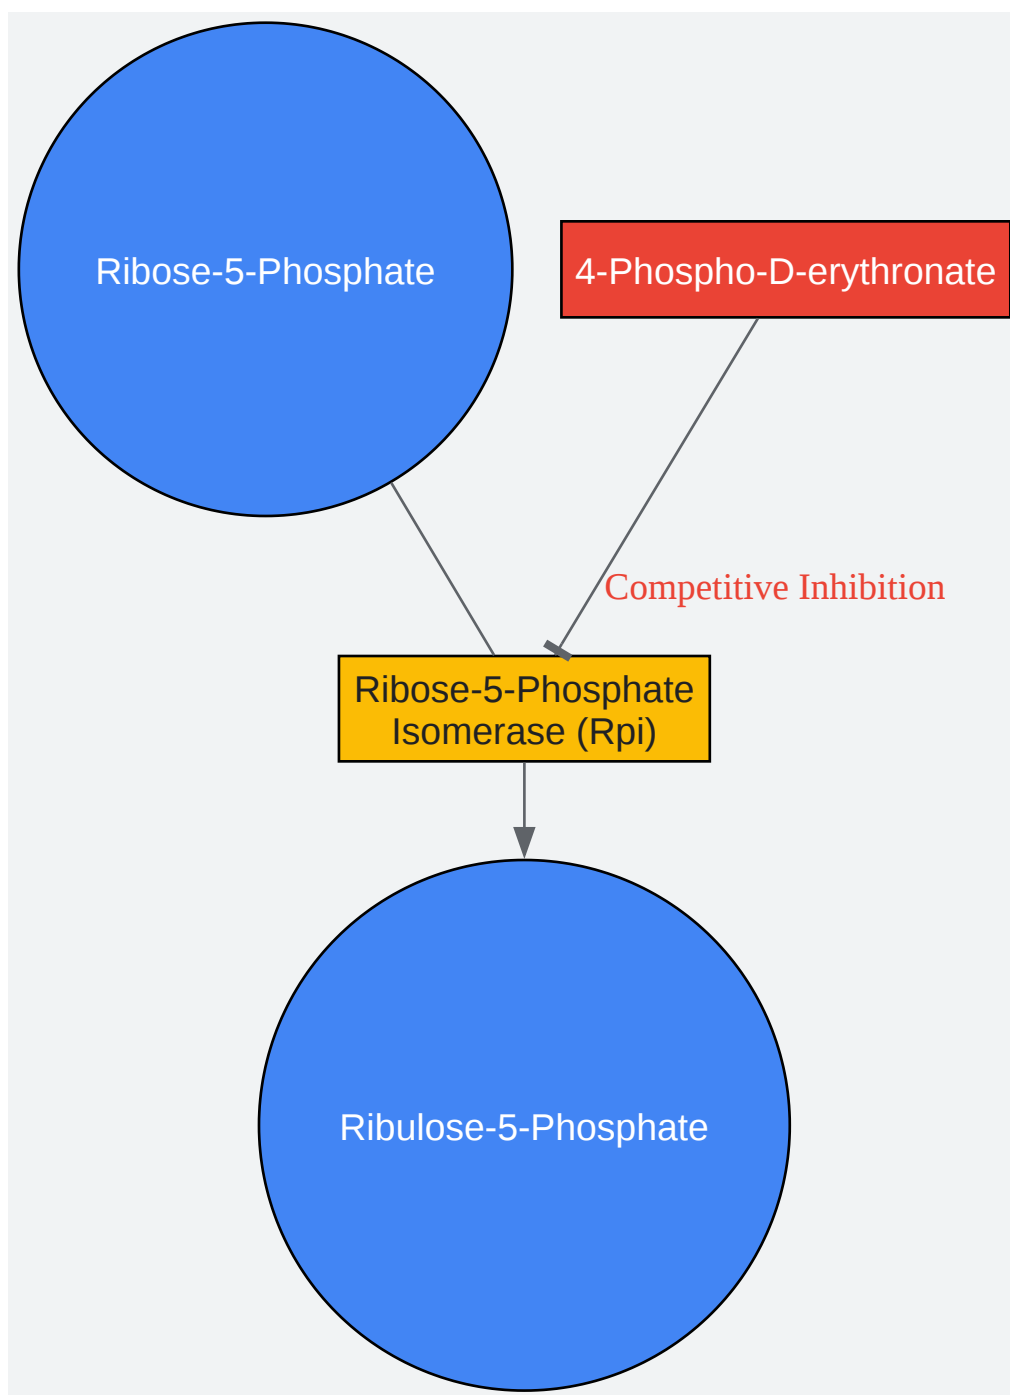 Ribose-5-Phosphate
4-Phospho-D-erythronate
Competitive Inhibition
Ribose-5-Phosphate
Isomerase (Rpi)
Ribulose-5-Phosphate